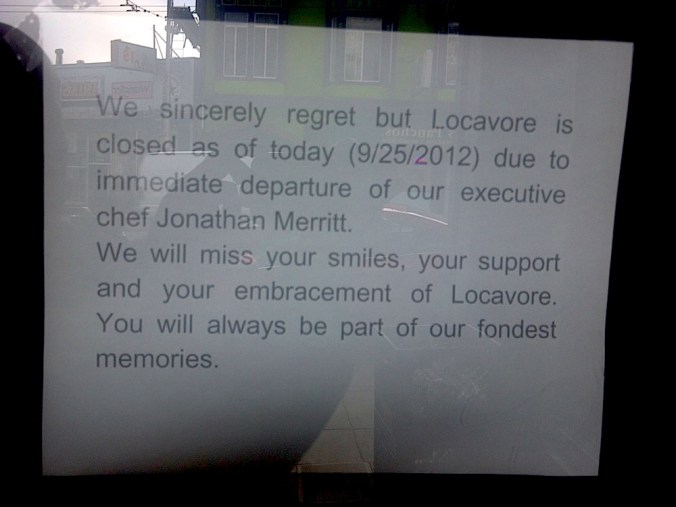 We sincerely regret but Locavore is
closed as of today (9/25/2012) due to
immediate departure of our executive
chef Jonathan Merritt.
We will miss your smiles, your support
and your embracement of Locavore.
You will always be part of our fondest
memories.